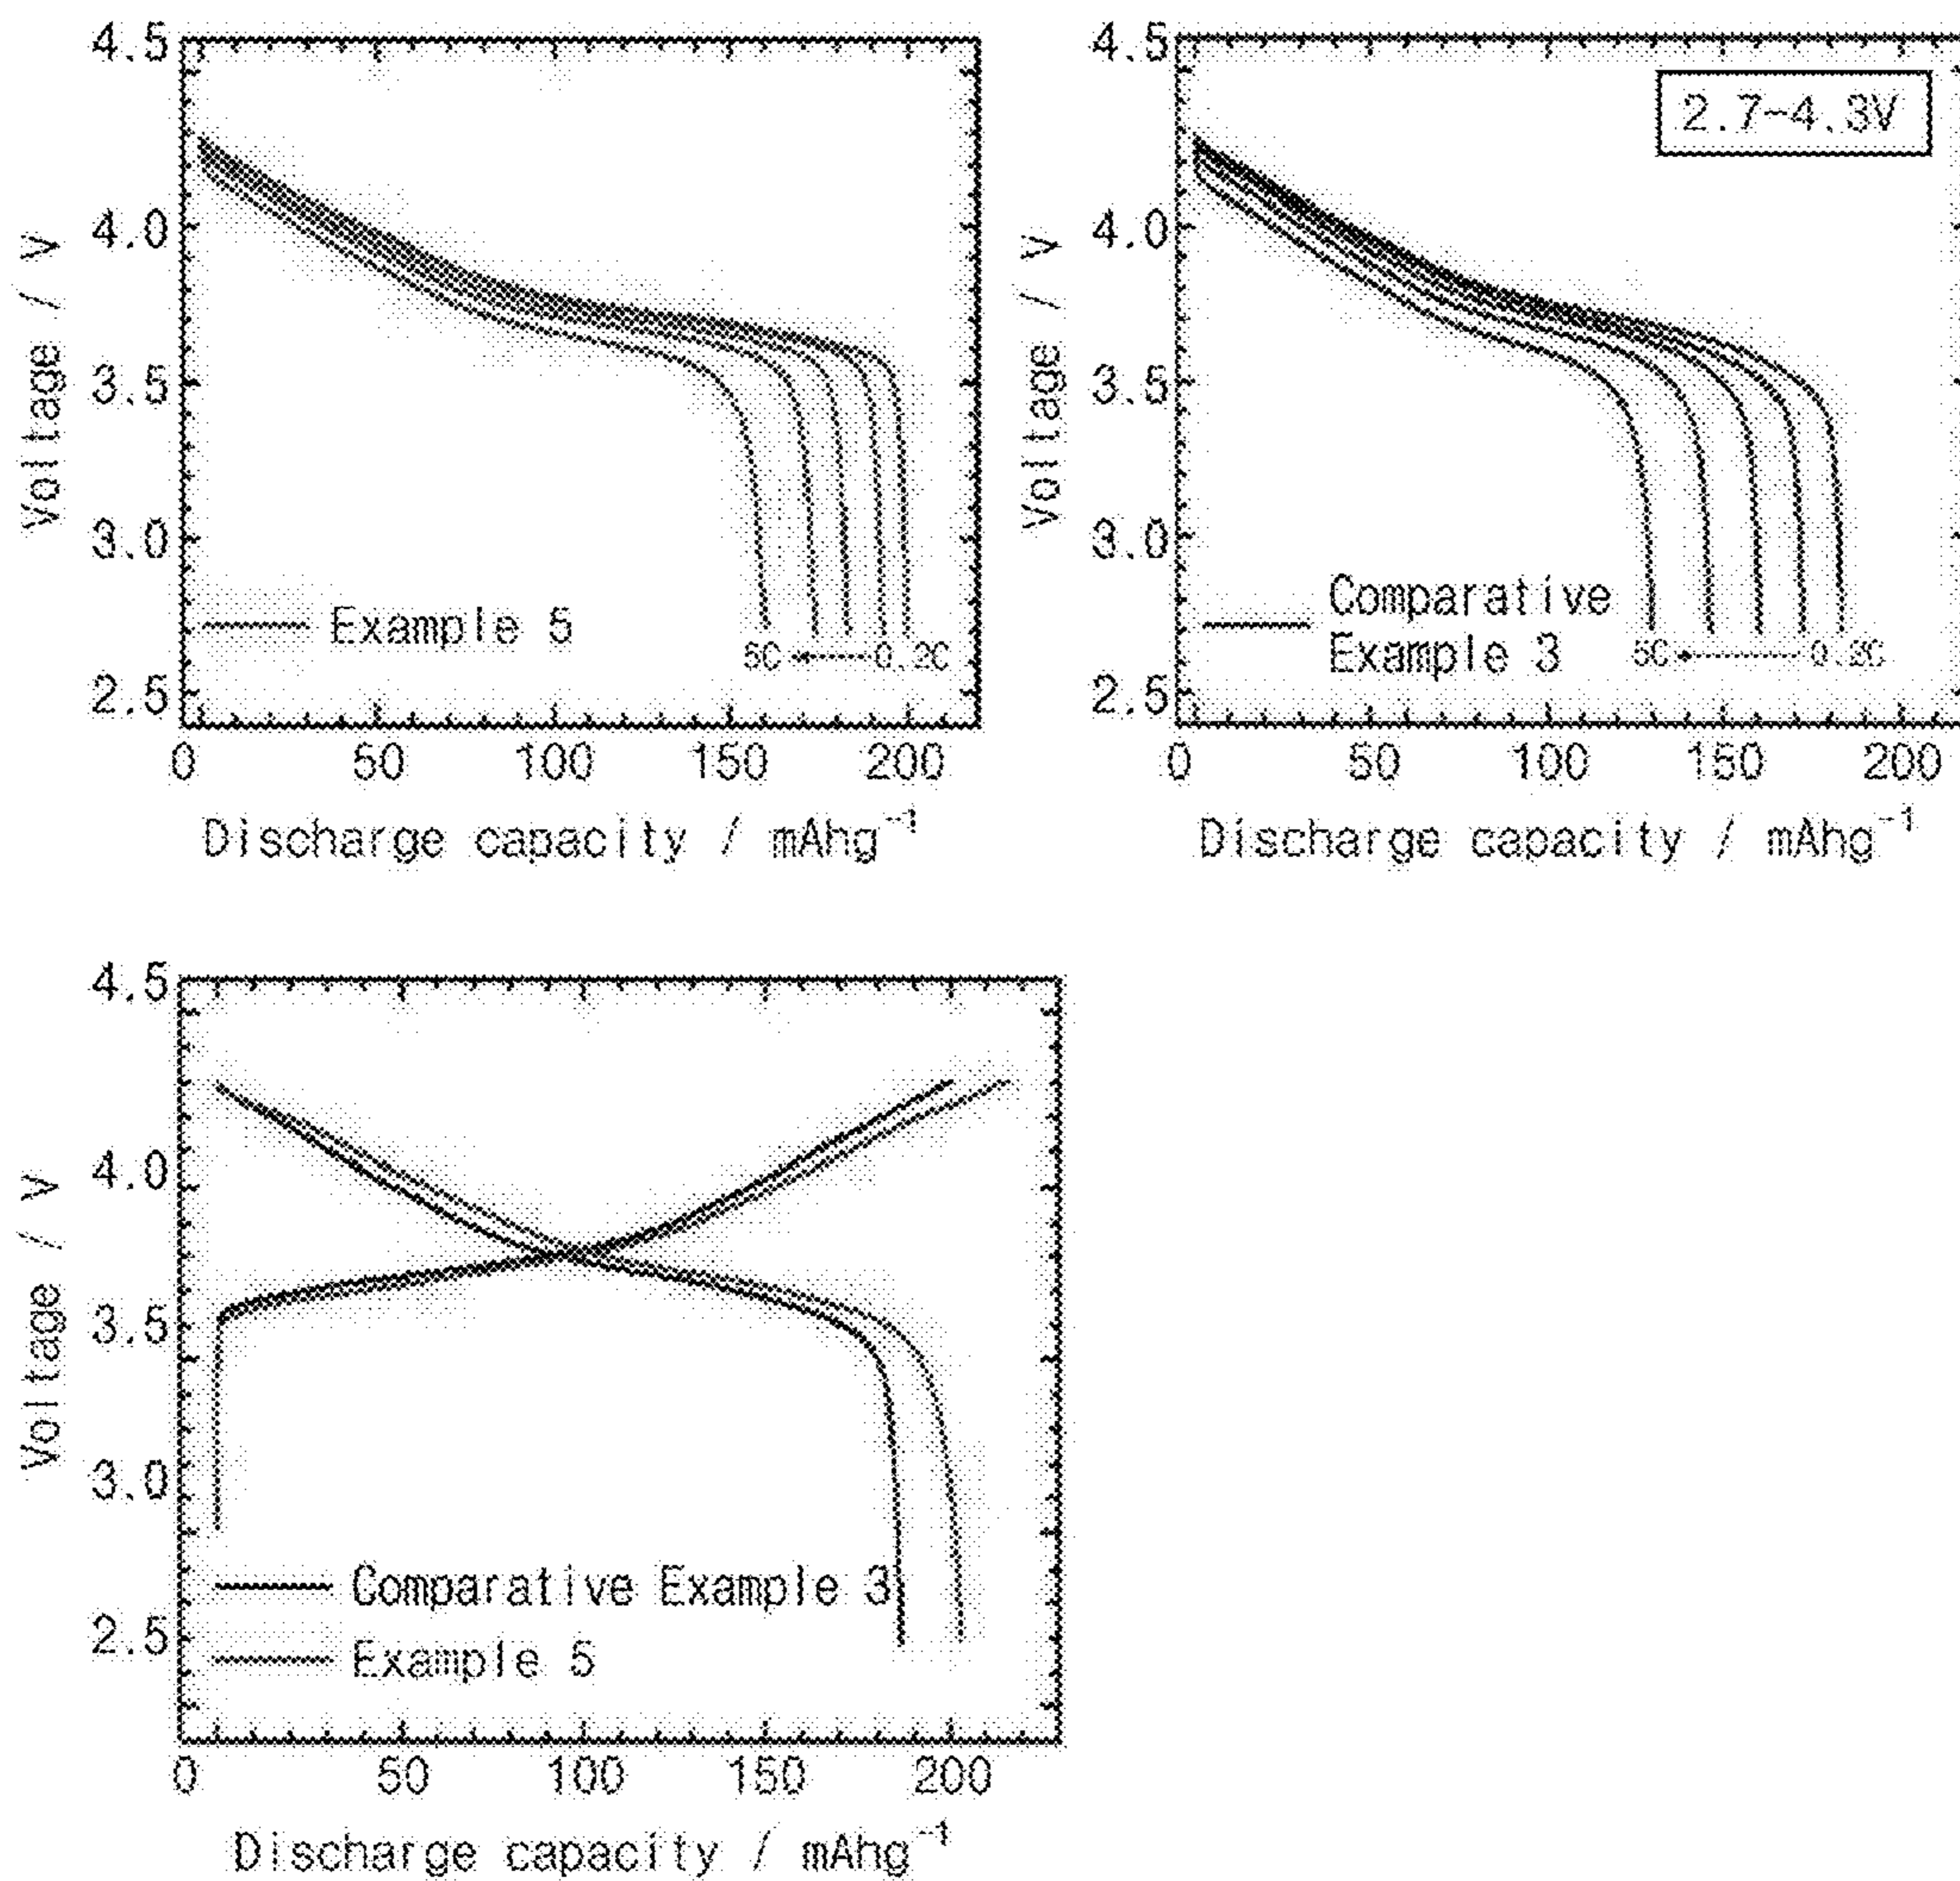 4.5
4.0
3.5
3.0
2.5
Voltage / V
Example 5
5C
0.2C
0
50
100
150
200
Discharge capacity / mAhg⁻¹
4.5
4.0
3.5
3.0
2.5
Voltage / V
2.7-4.3V
Comparative
Example 3
5C
0.2C
0
50
100
150
200
Discharge capacity / mAhg⁻¹
4.5
4.0
3.5
3.0
2.5
Voltage / V
Comparative Example 3
Example 5
0
50
100
150
200
Discharge capacity / mAhg⁻¹